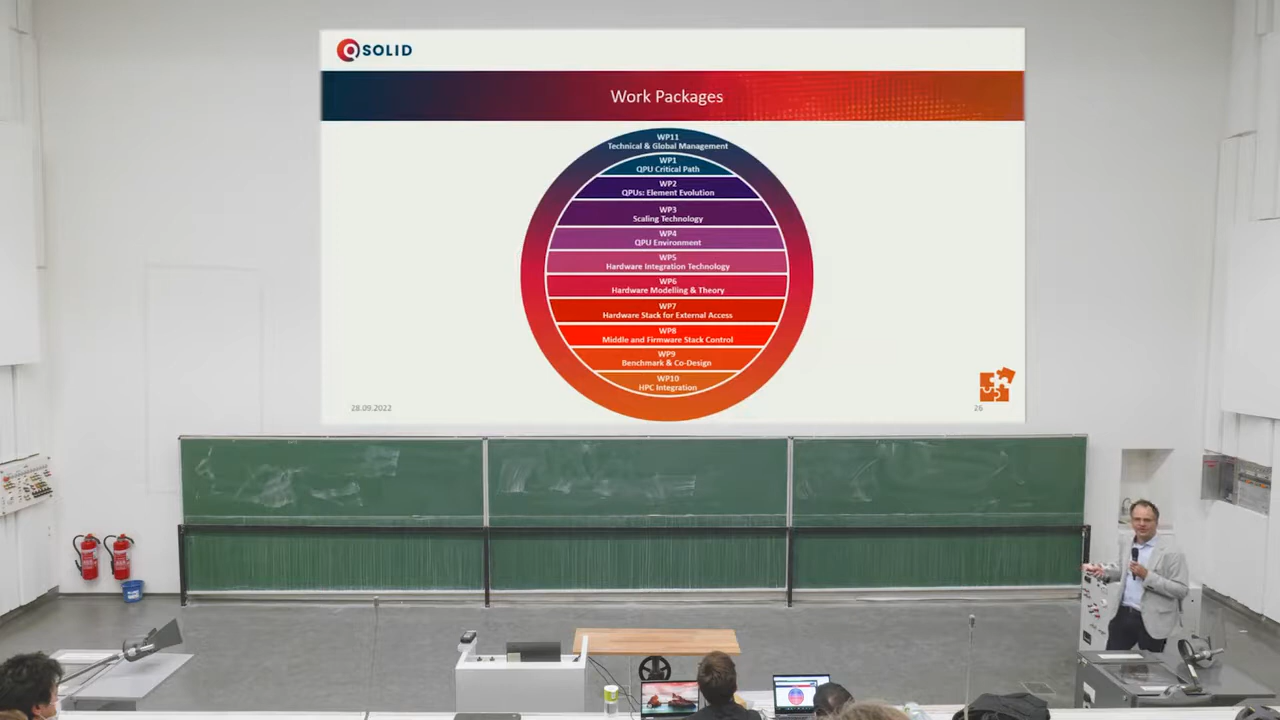 QSOLID
Work Packages
WP11
Technical & Global Management
WP1
QPU Critical Path
WP2
QPUs: Element Evolution
WP3
Scaling Technology
WP4
QPU Environment
WP5
Hardware Integration Technology
WP6
Hardware Modelling & Theory
WP7
Hardware Stack for External Access
WP8
Middle and Firmware Stack Control
WP9
Benchmark & Co-Design
WP10
HPC Integration
28.09.2022
26